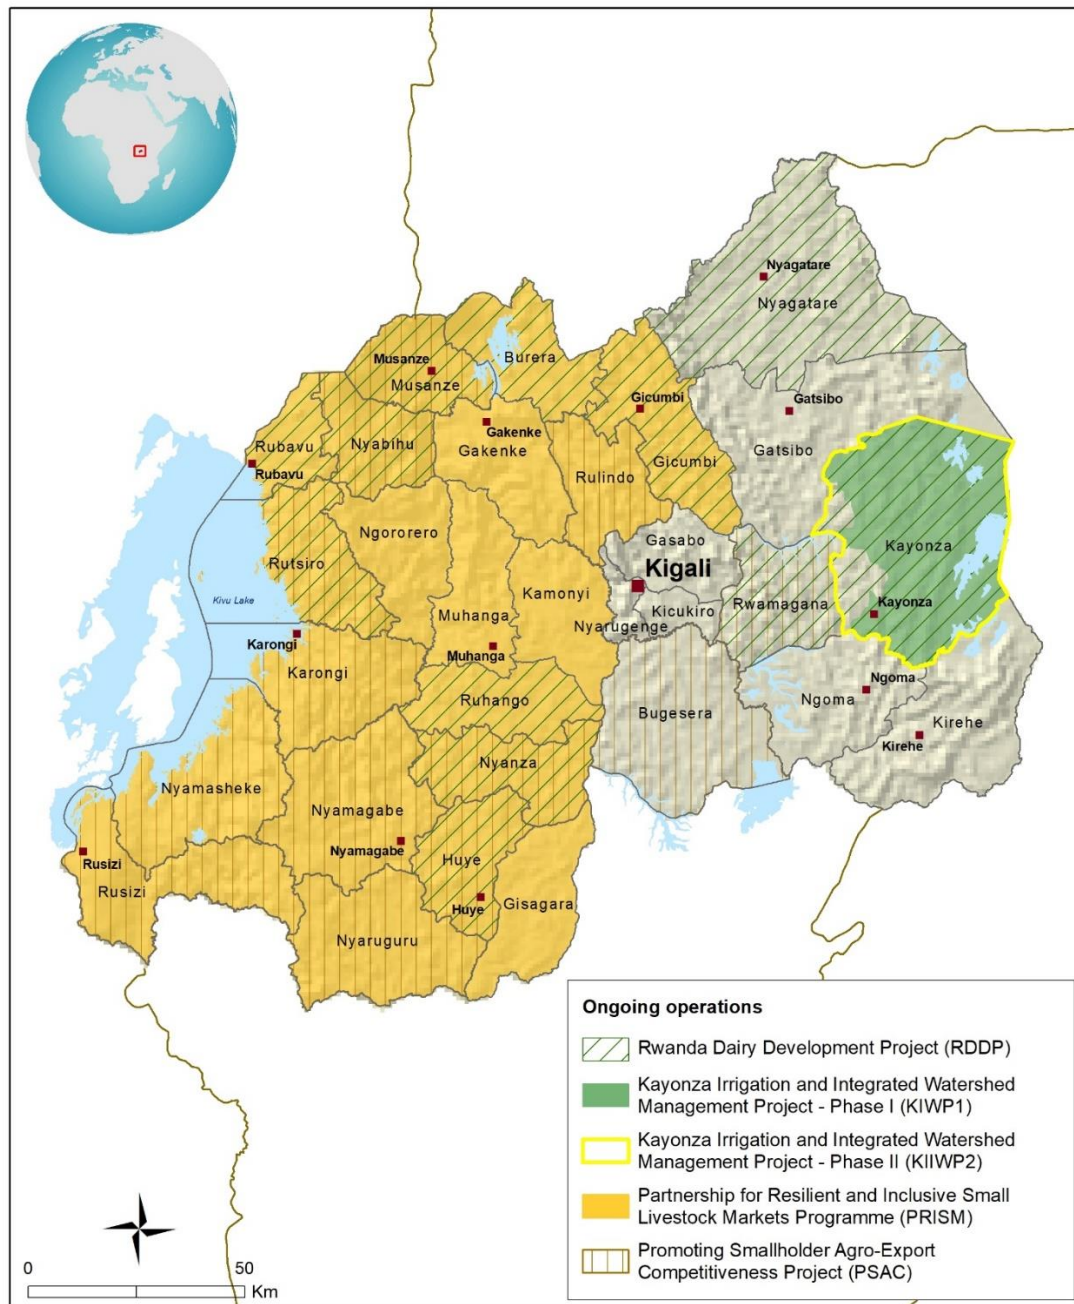 Nyagatare
Nyagatare
Musanze
Musanze
Burera
Gicumbi
Gatsibo
Gakenke
Gakenke
Gatsibo
Rubavu
Rubavu
Nyabihu
Rulindo
Gicumbi
Ngororero
Gasabo
Kigali
Kayonza
Rutsiro
Kivu Lake
Kamonyi
Rwamagana
Kicukiro
Kayonza
Nyarugenge
Muhanga
Muhanga
Karongi
Karongi
Ruhango
Ngoma
Ngoma
Bugesera
Kirehe
Kirehe
Nyanza
Nyamasheke
Nyamagabe
Nyamagabe
Huye
Rusizi
Rusizi
Huye
Gisagara
Nyaruguru
Ongoing operations
Rwanda Dairy Development Project (RDDP)
Kayonza Irrigation and Integrated Watershed
Management Project - Phase I (KIWP1)
Kayonza Irrigation and Integrated Watershed
Management Project - Phase II (KIIWP2)
Partnership for Resilient and Inclusive Small
Livestock Markets Programme (PRISM)
Promoting Smallholder Agro-Export
Competitiveness Project (PSAC)
0 50
Km